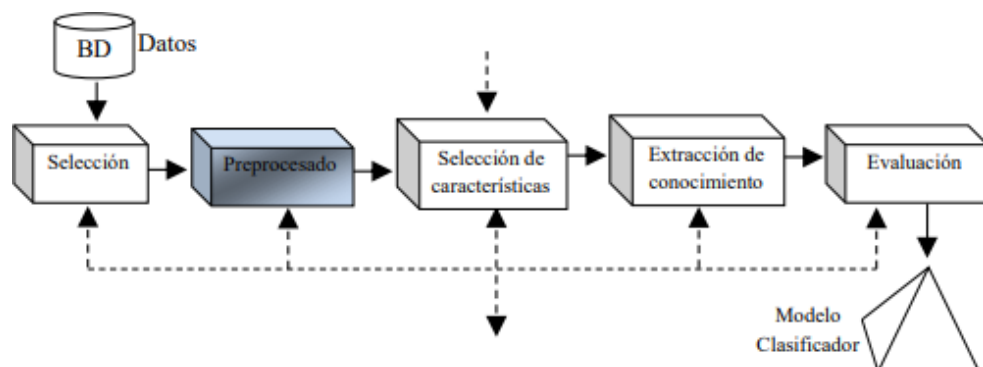 BD
Datos
Selección
Preprocesado
Selección de
características
Extracción de
conocimiento
Evaluación
Modelo
Clasificador